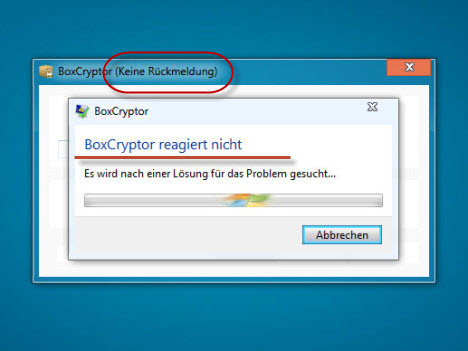 BoxCryptor (Keine Rückmeldung)
BoxCryptor
BoxCryptor reagiert nicht
Es wird nach einer Lösung für das Problem gesucht...
Abbrechen